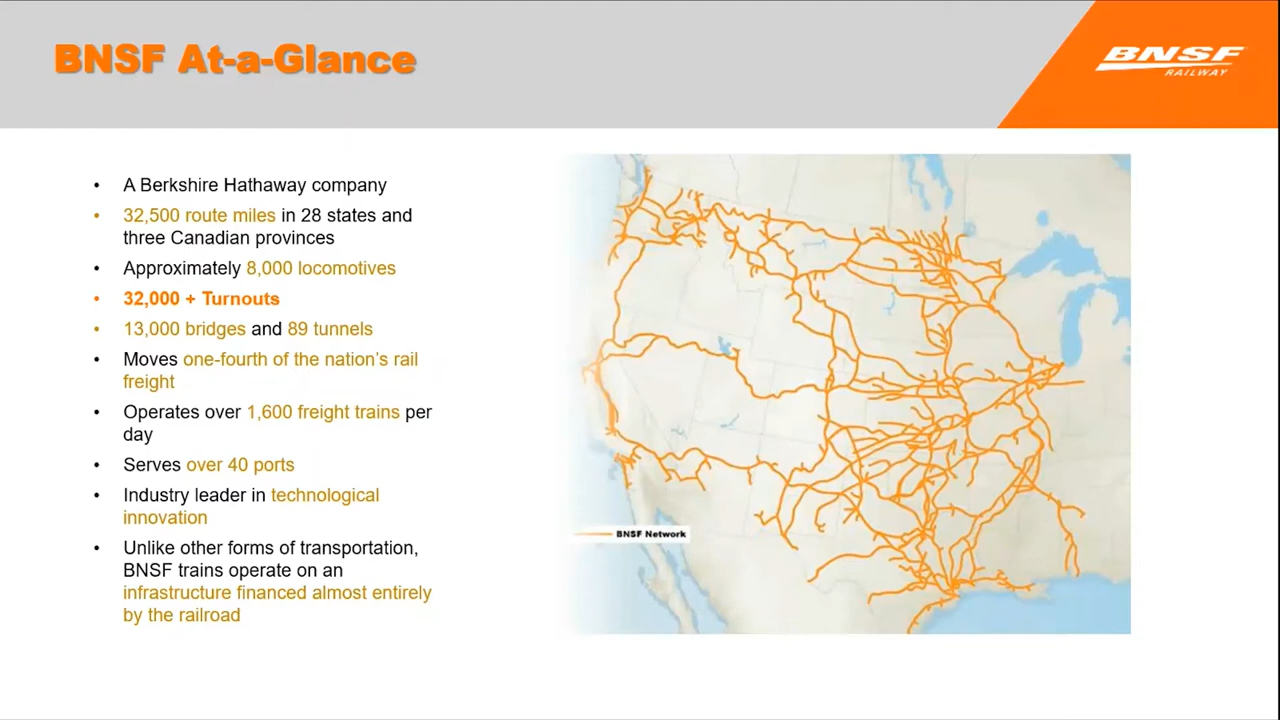 BNSF At-a-Glance
BNSF
RAILWAY
• A Berkshire Hathaway company
• 32,500 route miles in 28 states and
three Canadian provinces
• Approximately 8,000 locomotives
• 32,000 + Turnouts
• 13,000 bridges and 89 tunnels
• Moves one-fourth of the nation’s rail
freight
• Operates over 1,600 freight trains per
day
• Serves over 40 ports
• Industry leader in technological
innovation
• Unlike other forms of transportation,
BNSF trains operate on an
infrastructure financed almost entirely
by the railroad
BNSF Network